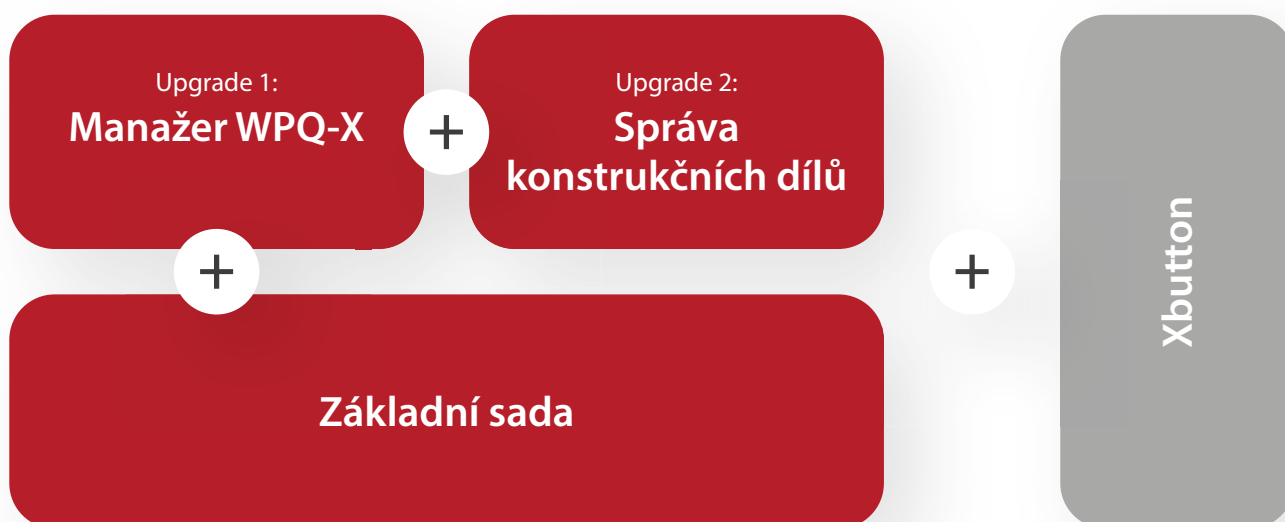 Upgrade 1:
Manažer WPQ-X
+
Upgrade 2:
Správa
konstrukčních dílů
+
+
Základní sada
Xbutton